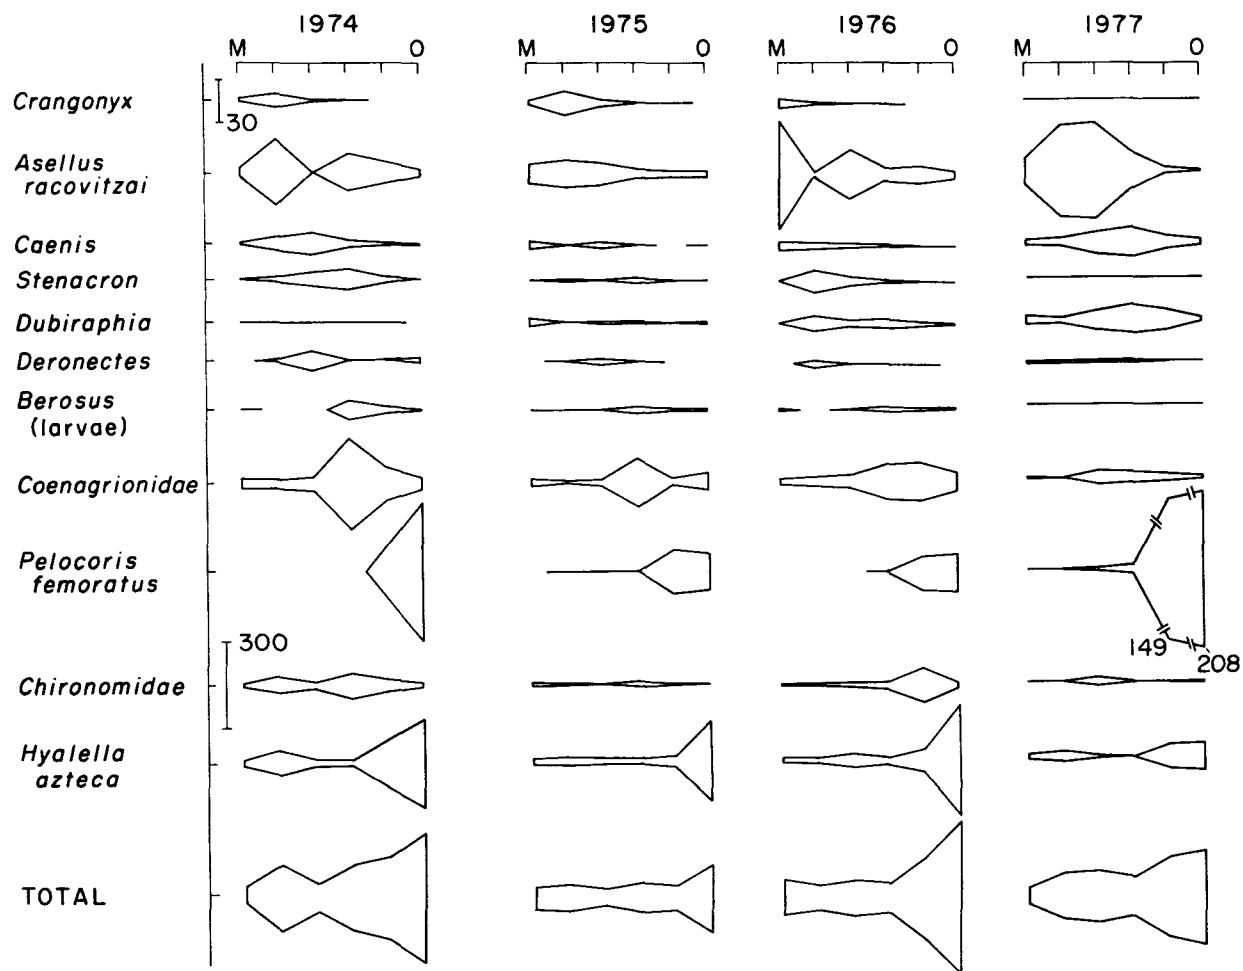 1974 1975 1976 1977
M O M O M O M O
Crangonyx
30
Asellus
racovitzai
Caenis
Stenacron
Dubiraphia
Deronectes
Berosus
(larvae)
Coenagrionidae
Pelocoris
femoratus
300
149
208
Chironomidae
Hyalella
azteca
TOTAL